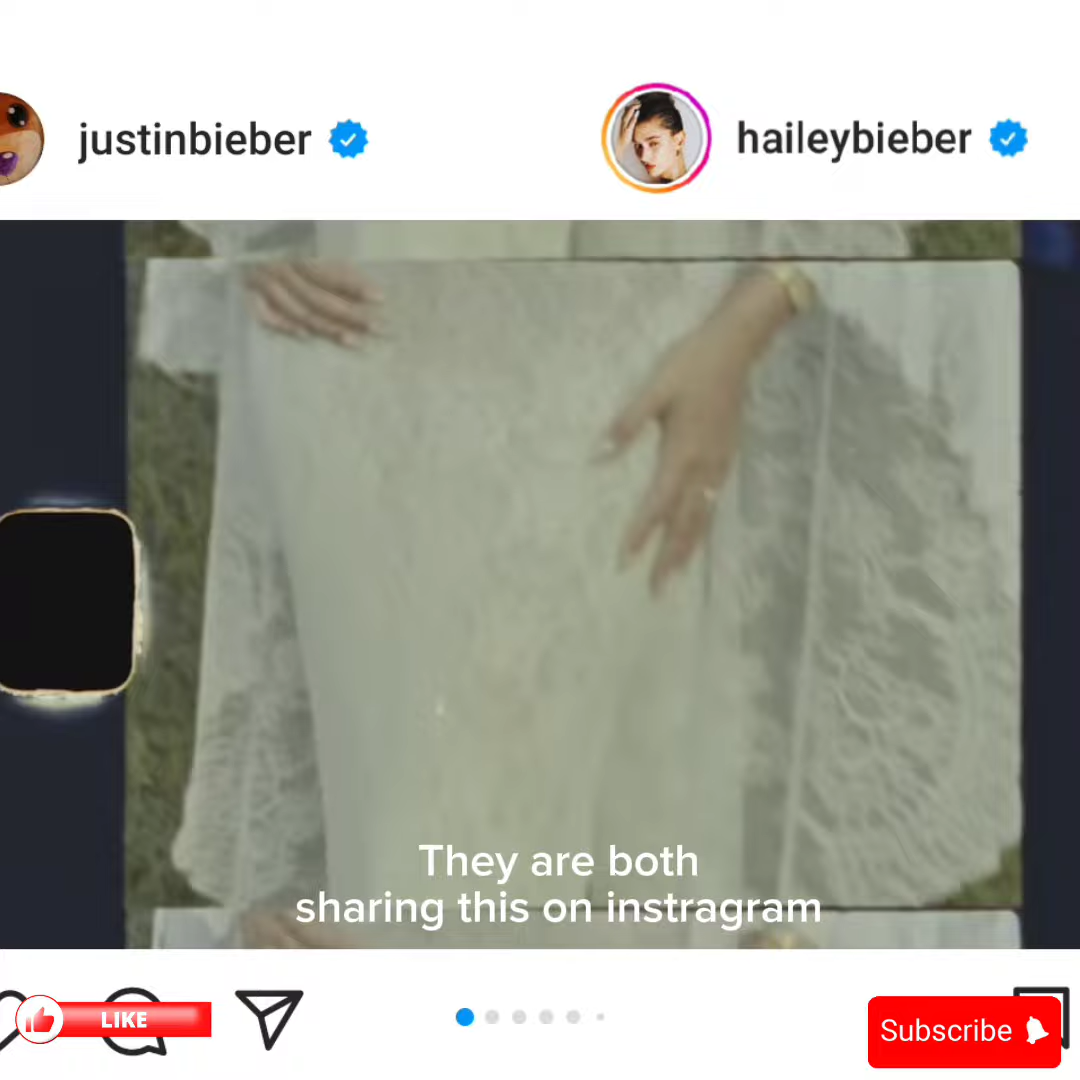 justinbieber
haileybieber
They are both
sharing this on instragram
LIKE
Subscribe